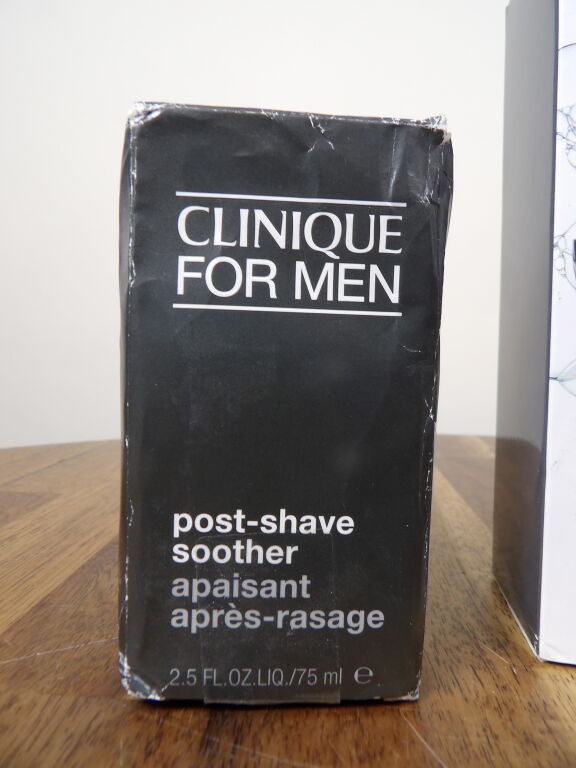 CLINIQUE
FOR MEN
post-shave
soother
apaisant
après-rasage
2.5 FL.OZ.LIQ./75 ml ℮